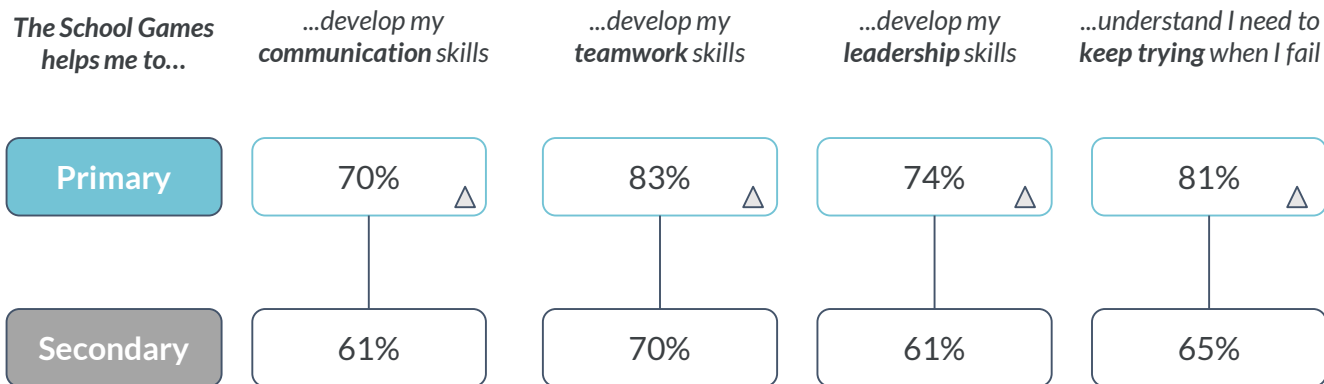 The School Games
helps me to...
...develop my
communication skills
...develop my
teamwork skills
...develop my
leadership skills
...understand I need to
keep trying when I fail
Primary
70%
83%
74%
81%
Secondary
61%
70%
61%
65%